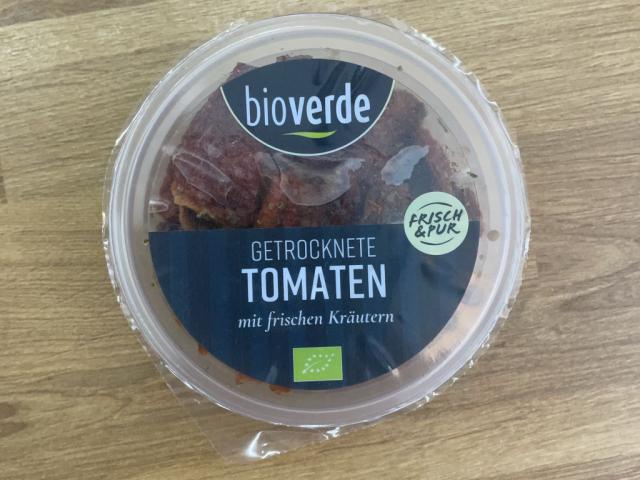 bioverde
FRISCH
&PUR
GETROCKNETE
TOMATEN
mit frischen Kräutern